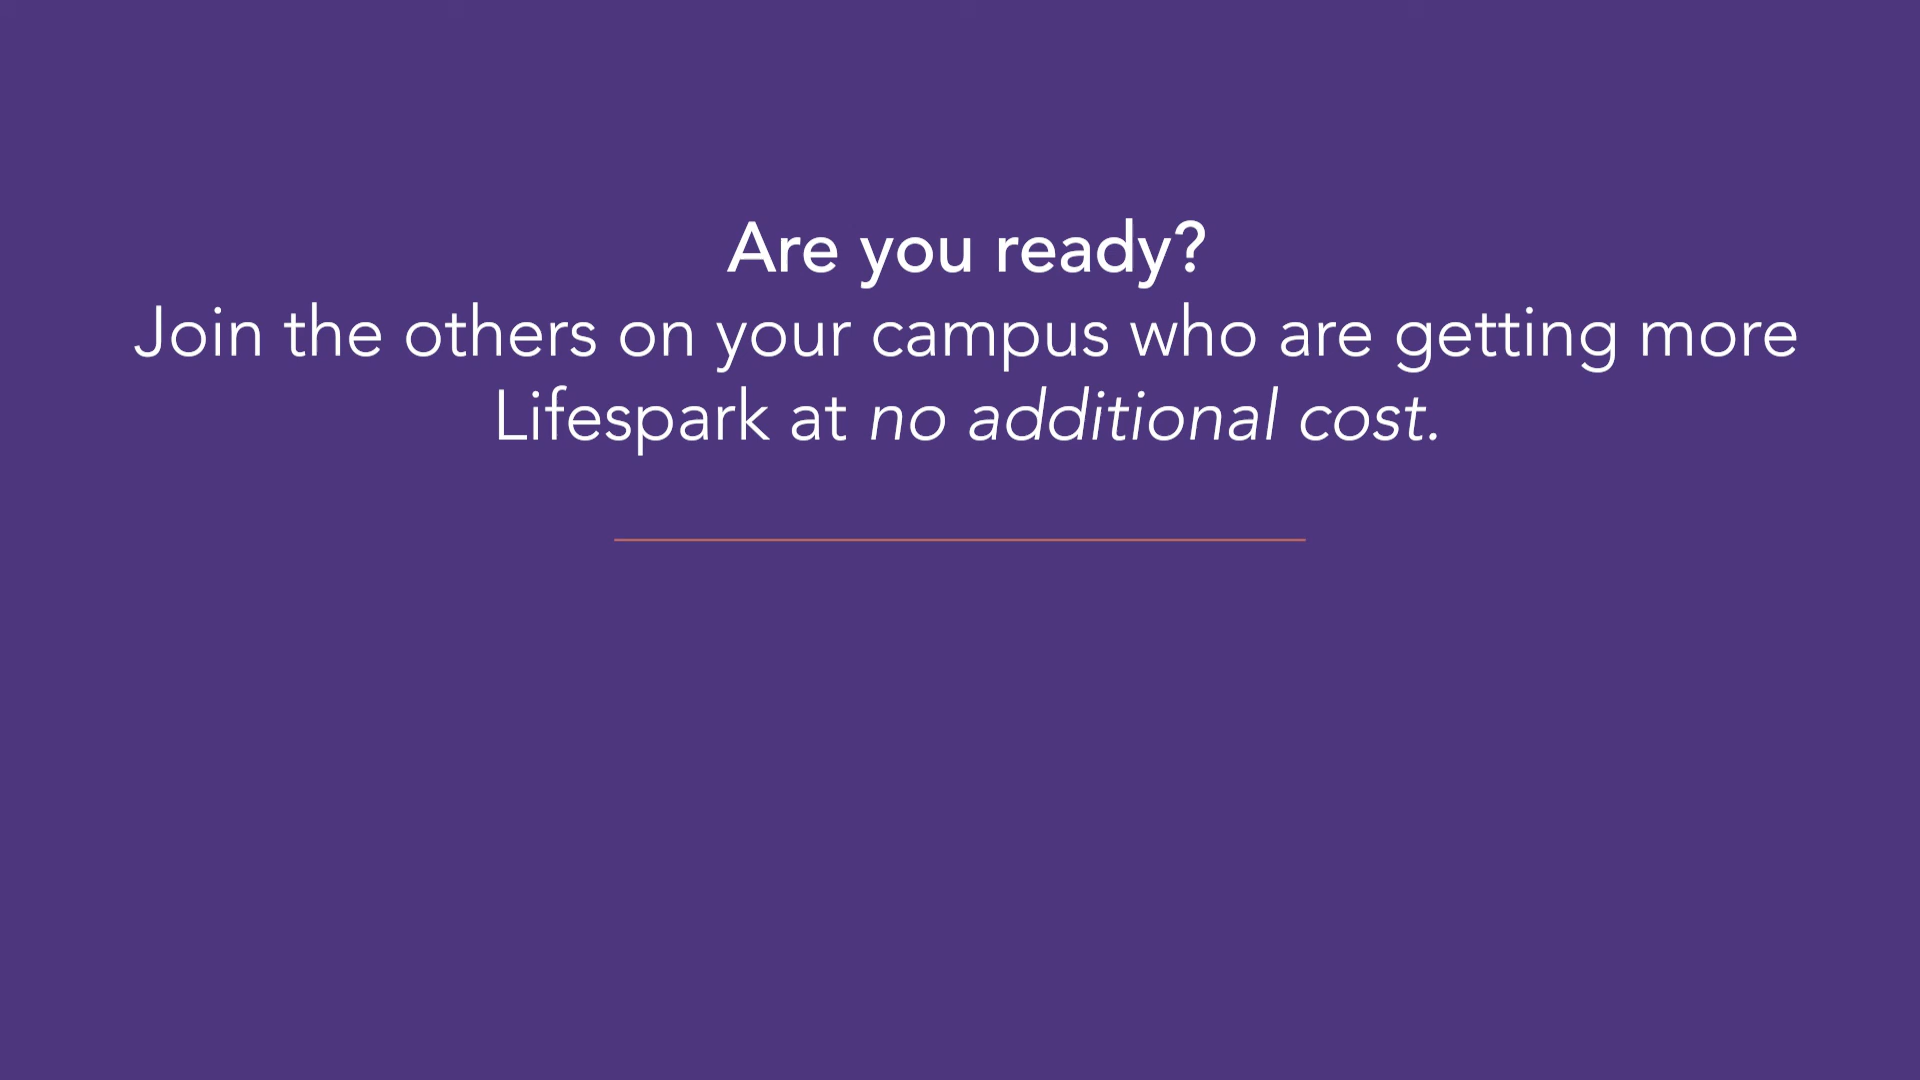 Are you ready?
Join the others on your campus who are getting more
Lifespark at no additional cost.